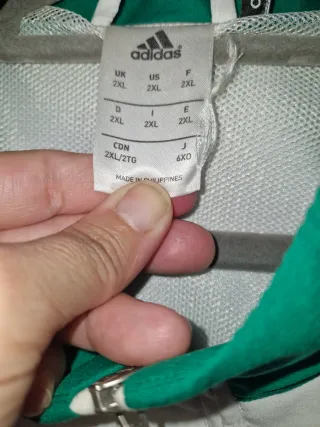 adidas
UK US F
2XL 2XL 2XL
D I E
2XL 2XL 2XL
CDN J
2XL/2TG 6XO
MADE IN PHILIPPINES